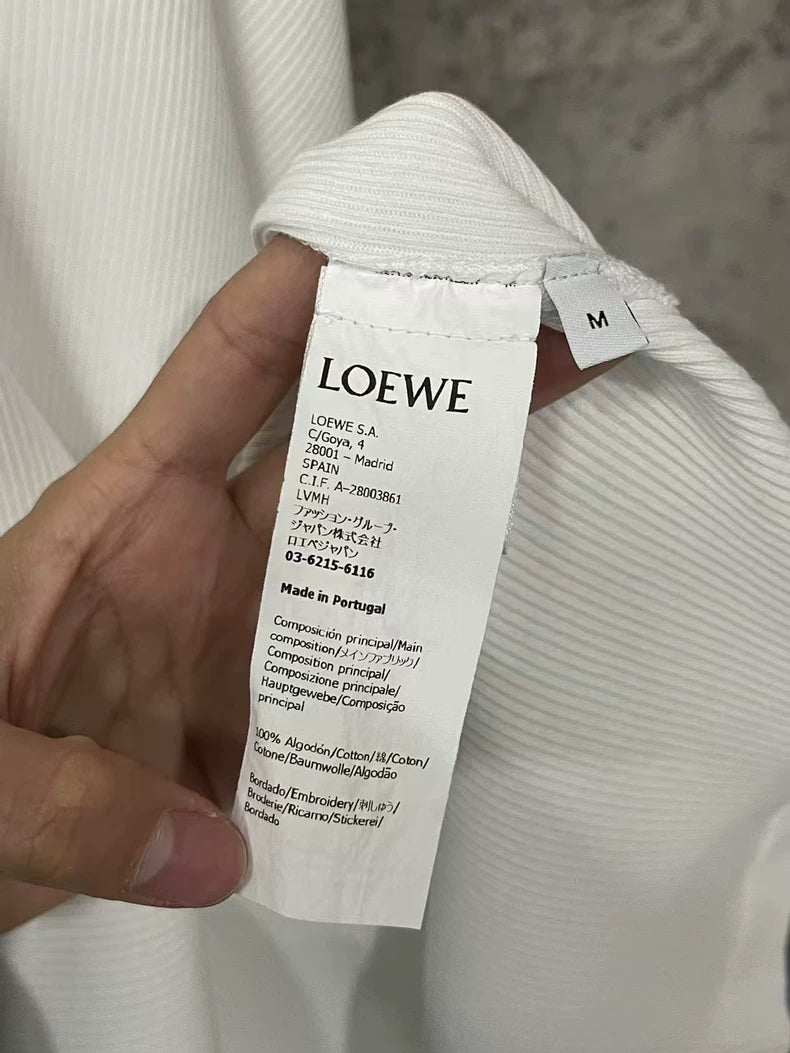 M
LOEWE
LOEWE S.A.
C/Goya, 4
28001 – Madrid
SPAIN
C.I.F. A-28003861
LVMH
ファッション・グループ・
ジャパン株式会社
ロエベジャパン
03-6215-6116
Made in Portugal
Composición principal/Main
composition/メインファブリック/
Composition principal/
Composizione principale/
Hauptgewebe/Composição
principal
100% Algodón/Cotton/綿/Coton/
Cotone/Baumwolle/Algodão
Bordado/Embroidery/刺しゅう/
Broderie/Ricamo/Stickerei/
Bordado